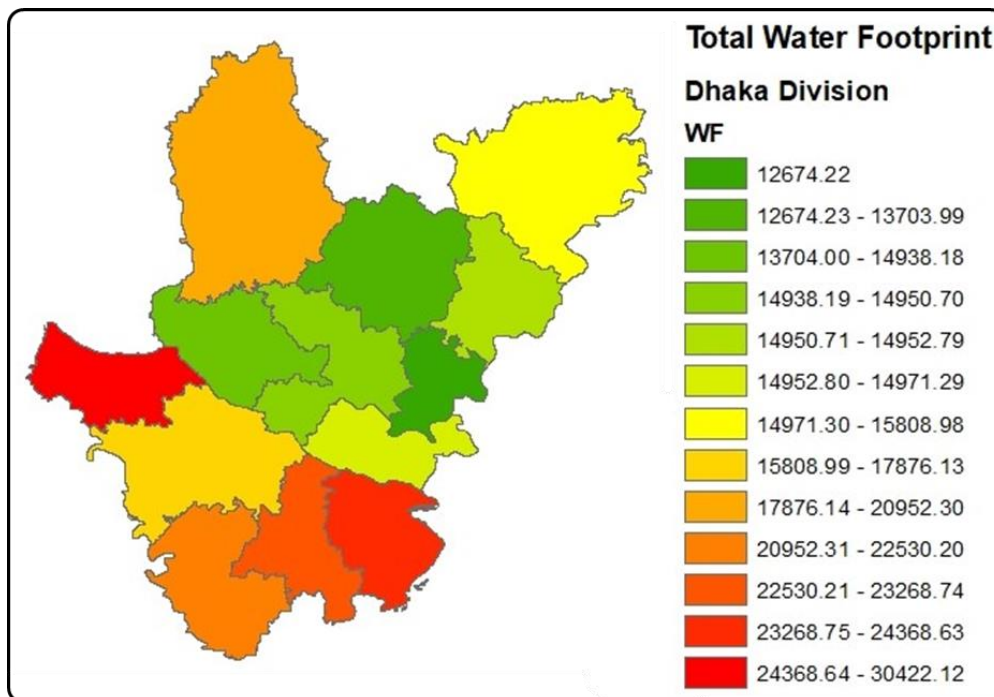 Total Water Footprint
Dhaka Division
WF
12674.22
12674.23 - 13703.99
13704.00 - 14938.18
14938.19 - 14950.70
14950.71 - 14952.79
14952.80 - 14971.29
14971.30 - 15808.98
15808.99 - 17876.13
17876.14 - 20952.30
20952.31 - 22530.20
22530.21 - 23268.74
23268.75 - 24368.63
24368.64 - 30422.12